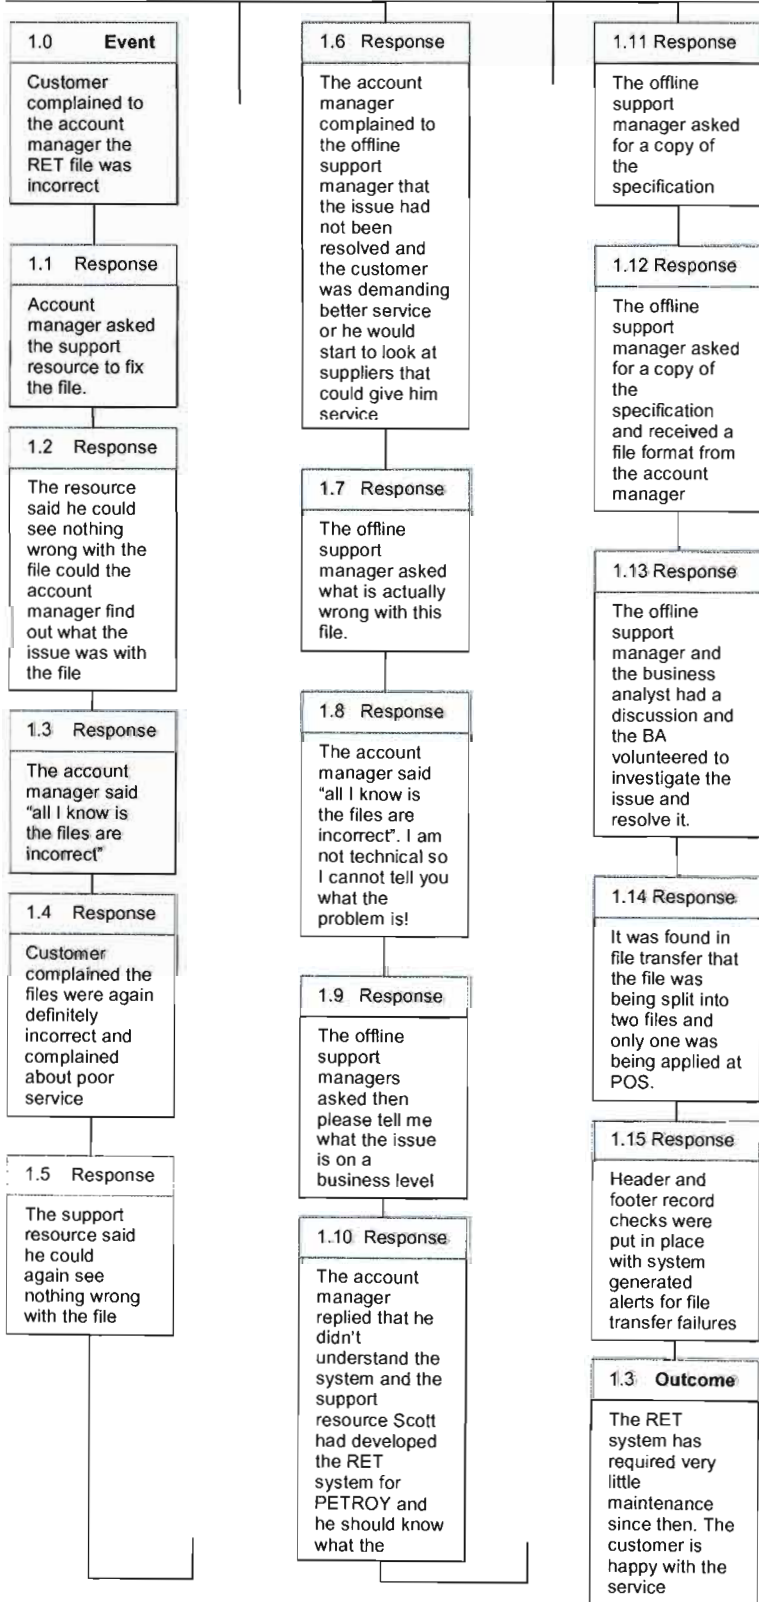 1.0 Event
Customer
complained to
the account
manager the
RET file was
incorrect
1.1 Response
Account
manager asked
the support
resource to fix
the file.
1.2 Response
The resource
said he could
see nothing
wrong with the
file could the
account
manager find
out what the
issue was with
the file
1.3 Response
The account
manager said
"all I know is
the files are
incorrect"
1.4 Response
Customer
complained the
files were again
definitely
incorrect and
complained
about poor
service
1.5 Response
The support
resource said
he could
again see
nothing wrong
with the file
1.6 Response
The account
manager
complained to
the offline
support
manager that
the issue had
not been
resolved and
the customer
was demanding
better service
or he would
start to look at
suppliers that
could give him
service
1.7 Response
The offline
support
manager asked
what is actually
wrong with this
file.
1.8 Response
The account
manager said
"all I know is
the files are
incorrect". I am
not technical so
I cannot tell you
what the
problem is!
1.9 Response
The offline
support
managers
asked then
please tell me
what the issue
is on a
business level
1.10 Response
The account
manager
replied that he
didn't
understand the
system and the
support
resource Scott
had developed
the RET
system for
PETROY and
he should know
what the
1.11 Response
The offline
support
manager asked
for a copy of
the
specification
1.12 Response
The offline
support
manager asked
for a copy of
the
specification
and received a
file format from
the account
manager
1.13 Response
The offline
support
manager and
the business
analyst had a
discussion and
the BA
volunteered to
investigate the
issue and
resolve it.
1.14 Response
It was found in
file transfer that
the file was
being split into
two files and
only one was
being applied at
POS.
1.15 Response
Header and
footer record
checks were
put in place
with system
generated
alerts for file
transfer failures
1.3 Outcome
The RET
system has
required very
little
maintenance
since then. The
customer is
happy with the
service